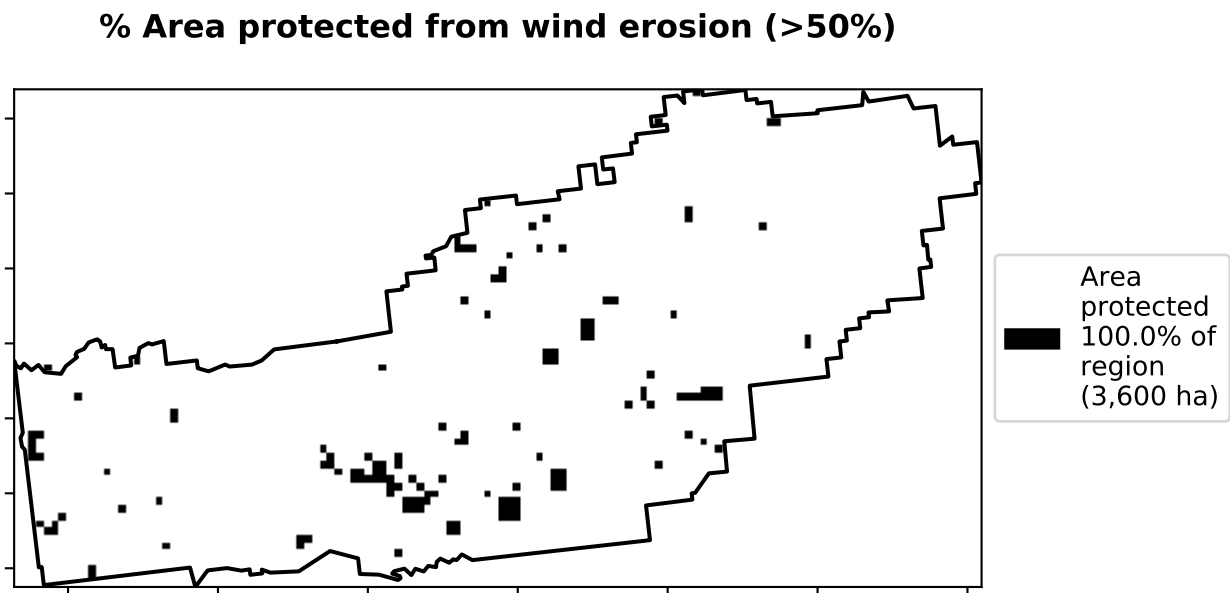 % Area protected from wind erosion (>50%)
Area
protected
100.0% of
region
(3,600 ha)